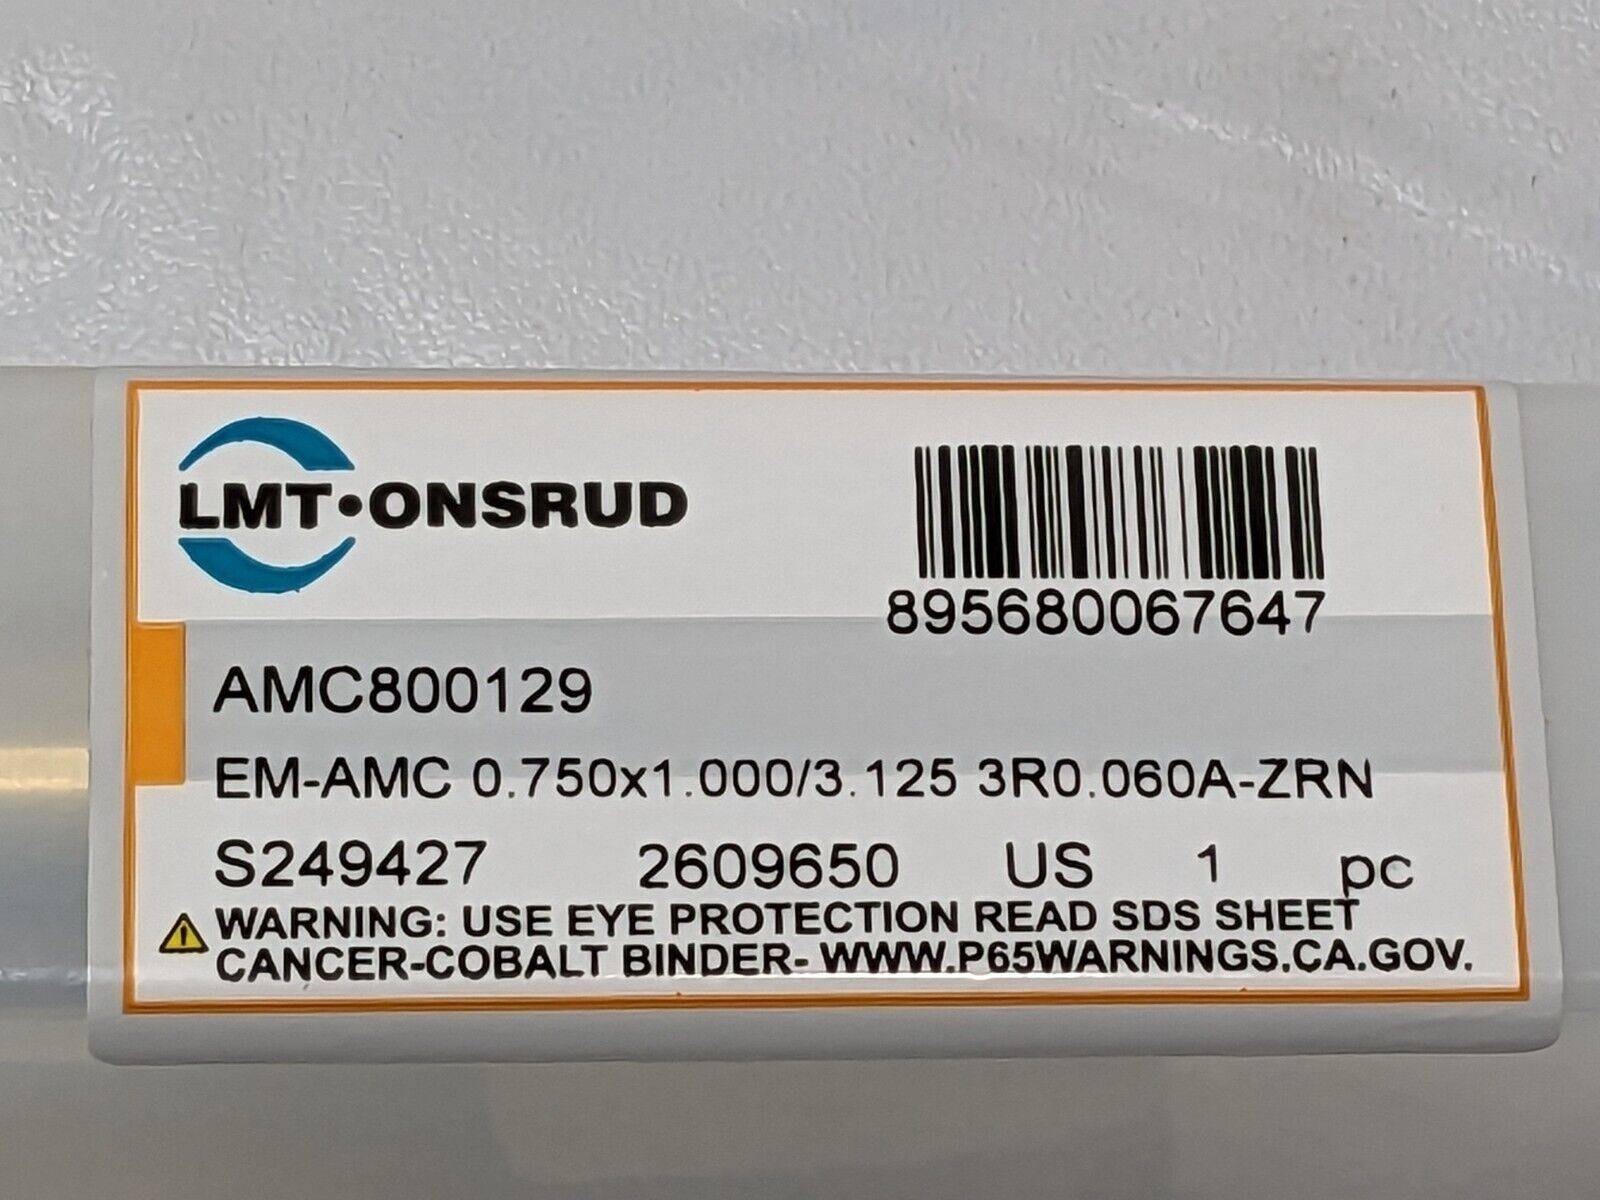 LMT•ONSRUD
895680067647
AMC800129
EM-AMC 0.750x1.000/3.125 3R0.060A-ZRN
S249427 2609650 US 1 pc
WARNING: USE EYE PROTECTION READ SDS SHEET
CANCER-COBALT BINDER- WWW.P65WARNINGS.CA.GOV.